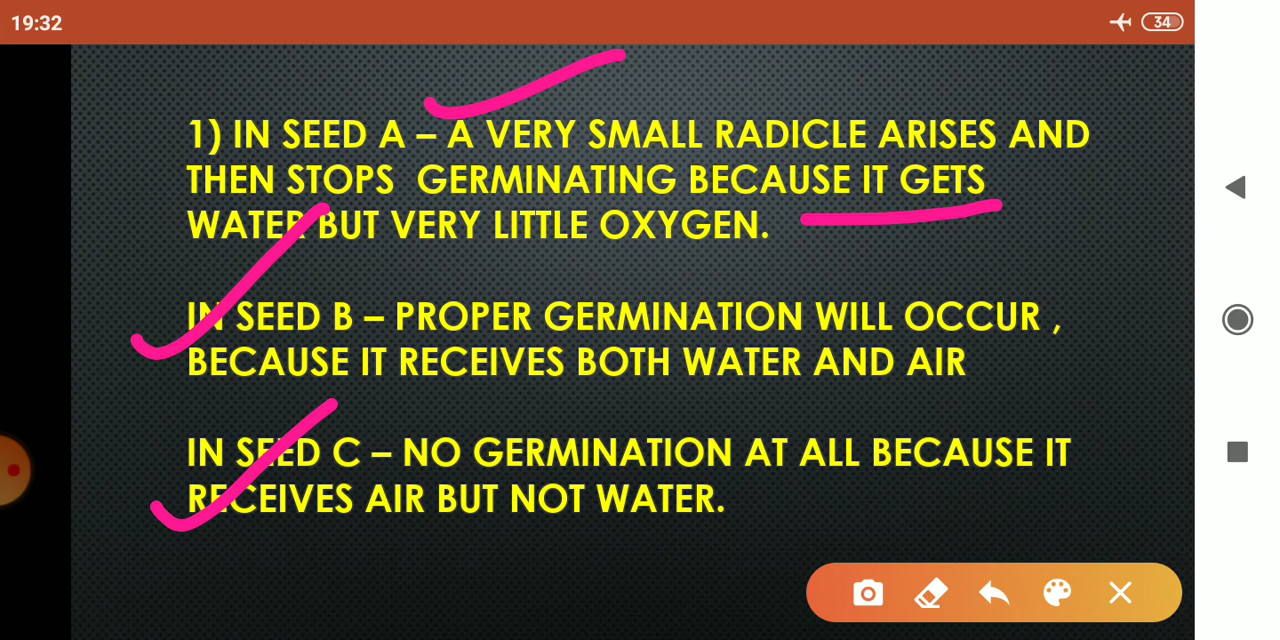 19:32
34
1) IN SEED A – A VERY SMALL RADICLE ARISES AND
THEN STOPS GERMINATING BECAUSE IT GETS
WATER BUT VERY LITTLE OXYGEN.
IN SEED B – PROPER GERMINATION WILL OCCUR ,
BECAUSE IT RECEIVES BOTH WATER AND AIR
IN SEED C – NO GERMINATION AT ALL BECAUSE IT
RECEIVES AIR BUT NOT WATER.